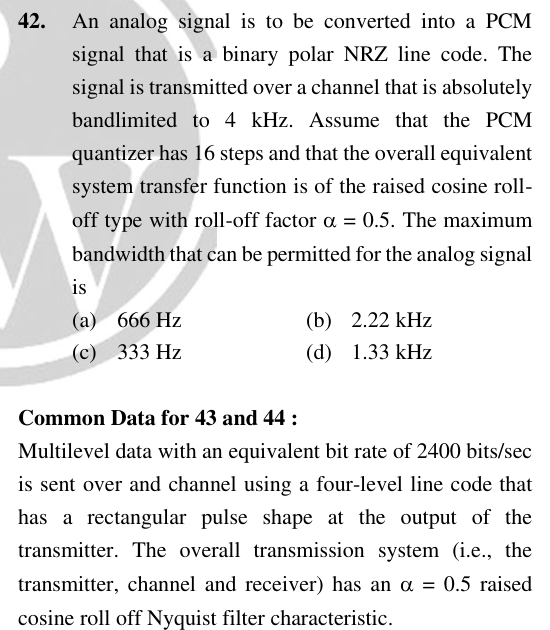 42. An analog signal is to be converted into a PCM
signal that is a binary polar NRZ line code. The
signal is transmitted over a channel that is absolutely
bandlimited to 4 kHz. Assume that the PCM
quantizer has 16 steps and that the overall equivalent
system transfer function is of the raised cosine roll-
off type with roll-off factor α = 0.5. The maximum
bandwidth that can be permitted for the analog signal
is
(a) 666 Hz (b) 2.22 kHz
(c) 333 Hz (d) 1.33 kHz
Common Data for 43 and 44 :
Multilevel data with an equivalent bit rate of 2400 bits/sec
is sent over and channel using a four-level line code that
has a rectangular pulse shape at the output of the
transmitter. The overall transmission system (i.e., the
transmitter, channel and receiver) has an α = 0.5 raised
cosine roll off Nyquist filter characteristic.